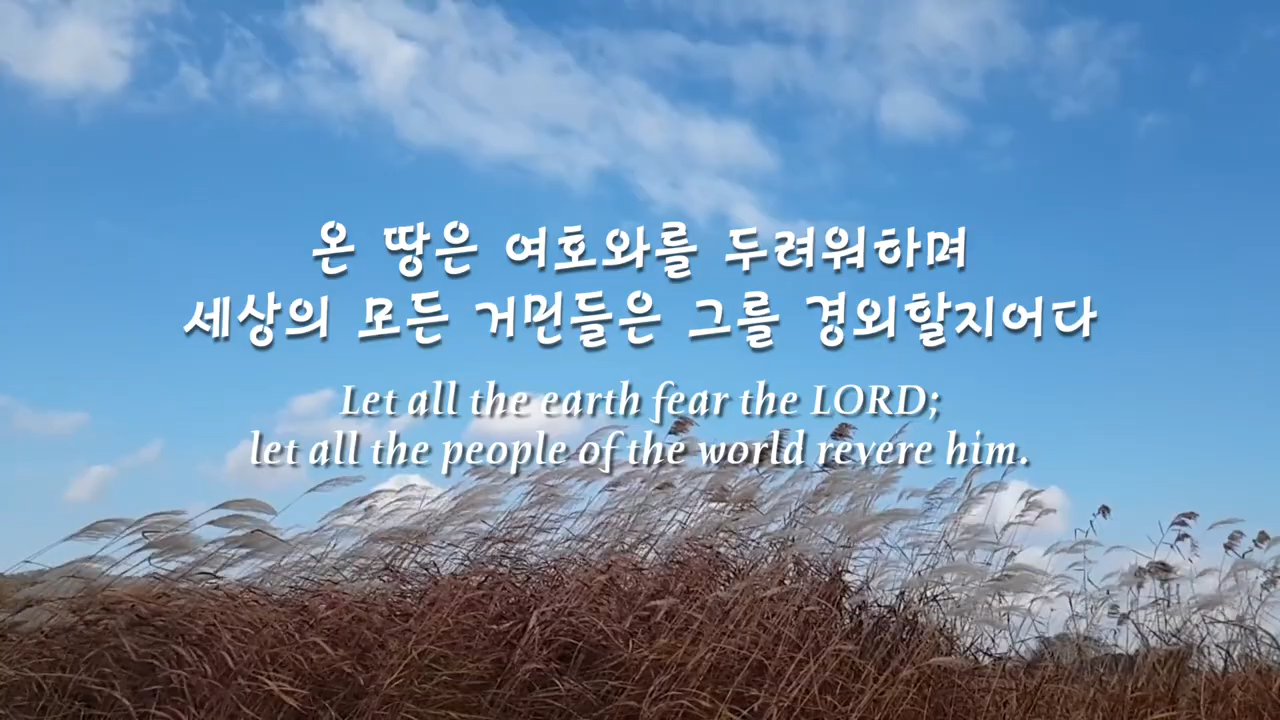 온 땅은 여호와를 두려워하며
세상의 모든 거민들은 그를 경외할지어다
Let all the earth fear the LORD;
let all the people of the world revere him.